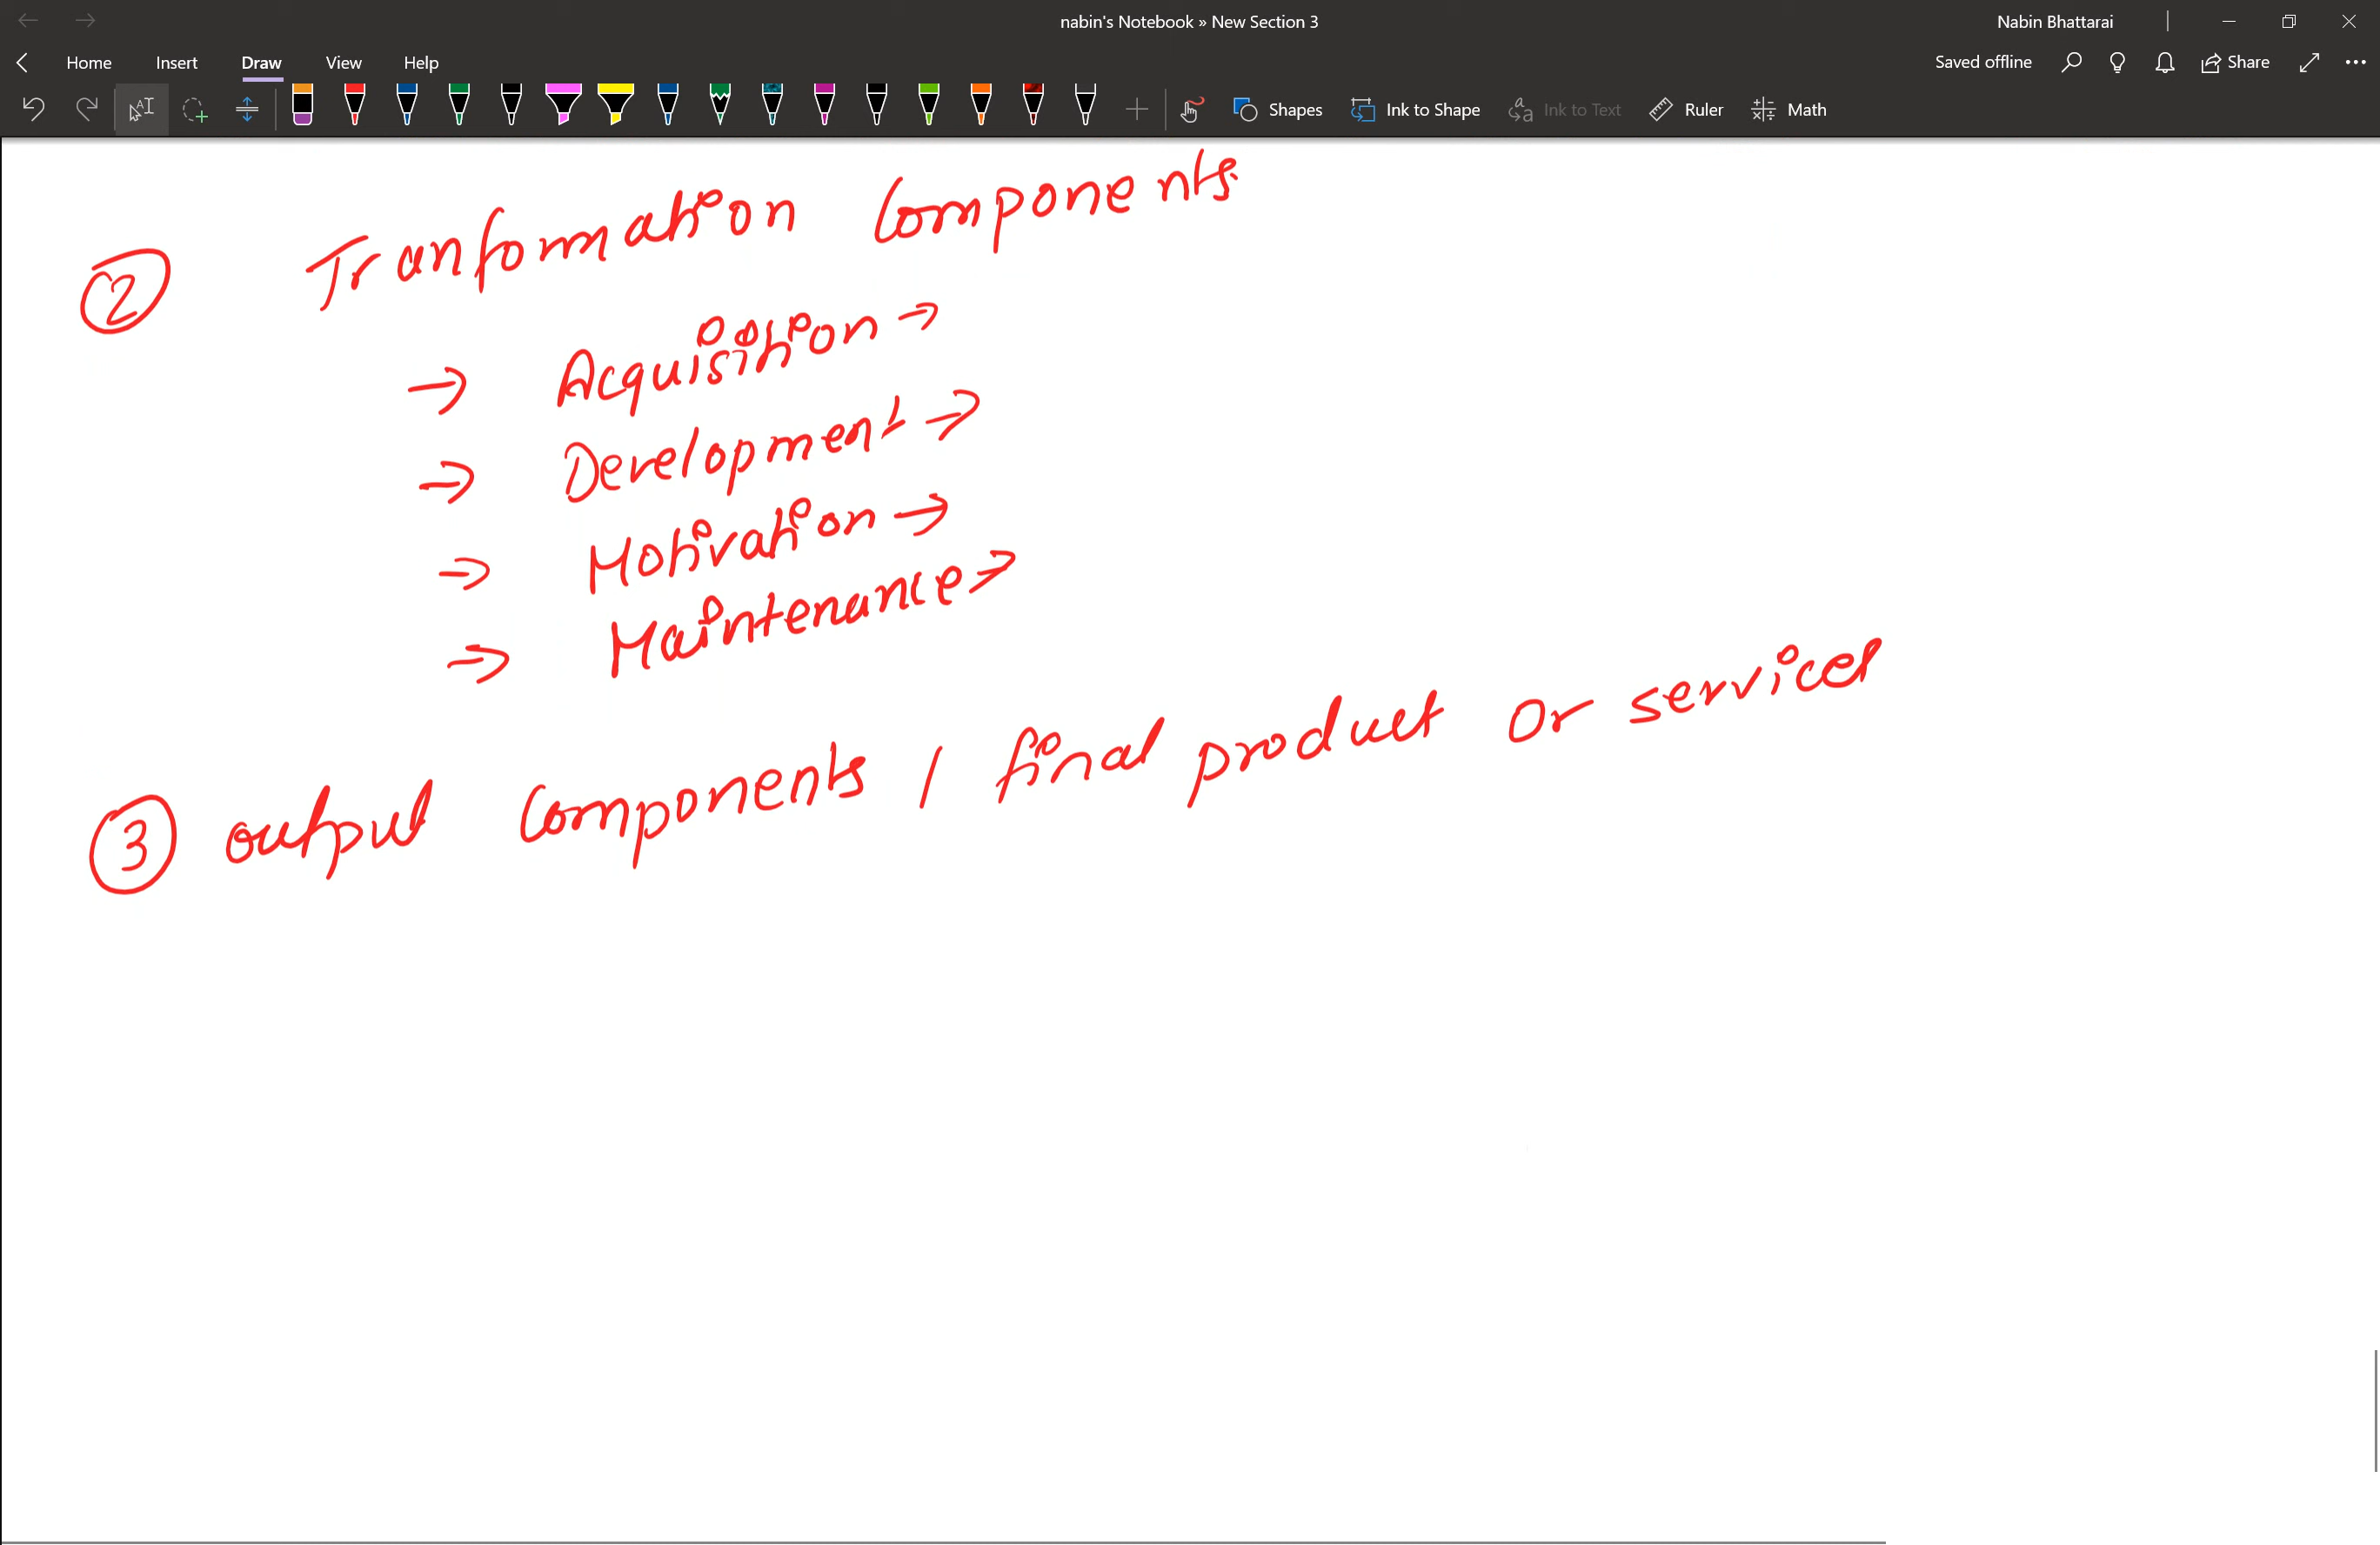 nabin's Notebook » New Section 3
Nabin Bhattarai
Home Insert Draw View Help
Saved offline
Share
Shapes Ink to Shape Ink to Text Ruler Math
② Tranformation Components
→ Acquisition →
→ Development →
→ Motivation →
→ Maintenance →
③ output Components / final product or services